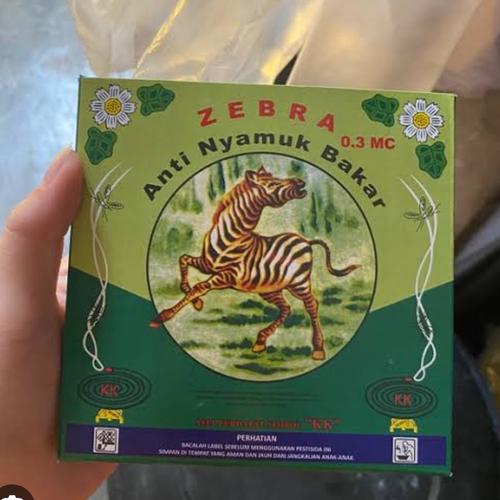 ZEBRA
0.3 MC
Anti Nyamuk Bakar
KK
KK
"KK"
PERHATIAN
BACALAH LABEL SEBELUM MENGGUNAKAN PESTISIDA INI
SIMPAN DI TEMPAT YANG AMAN DAN JAUH DARI JANGKAUAN ANAK-ANAK